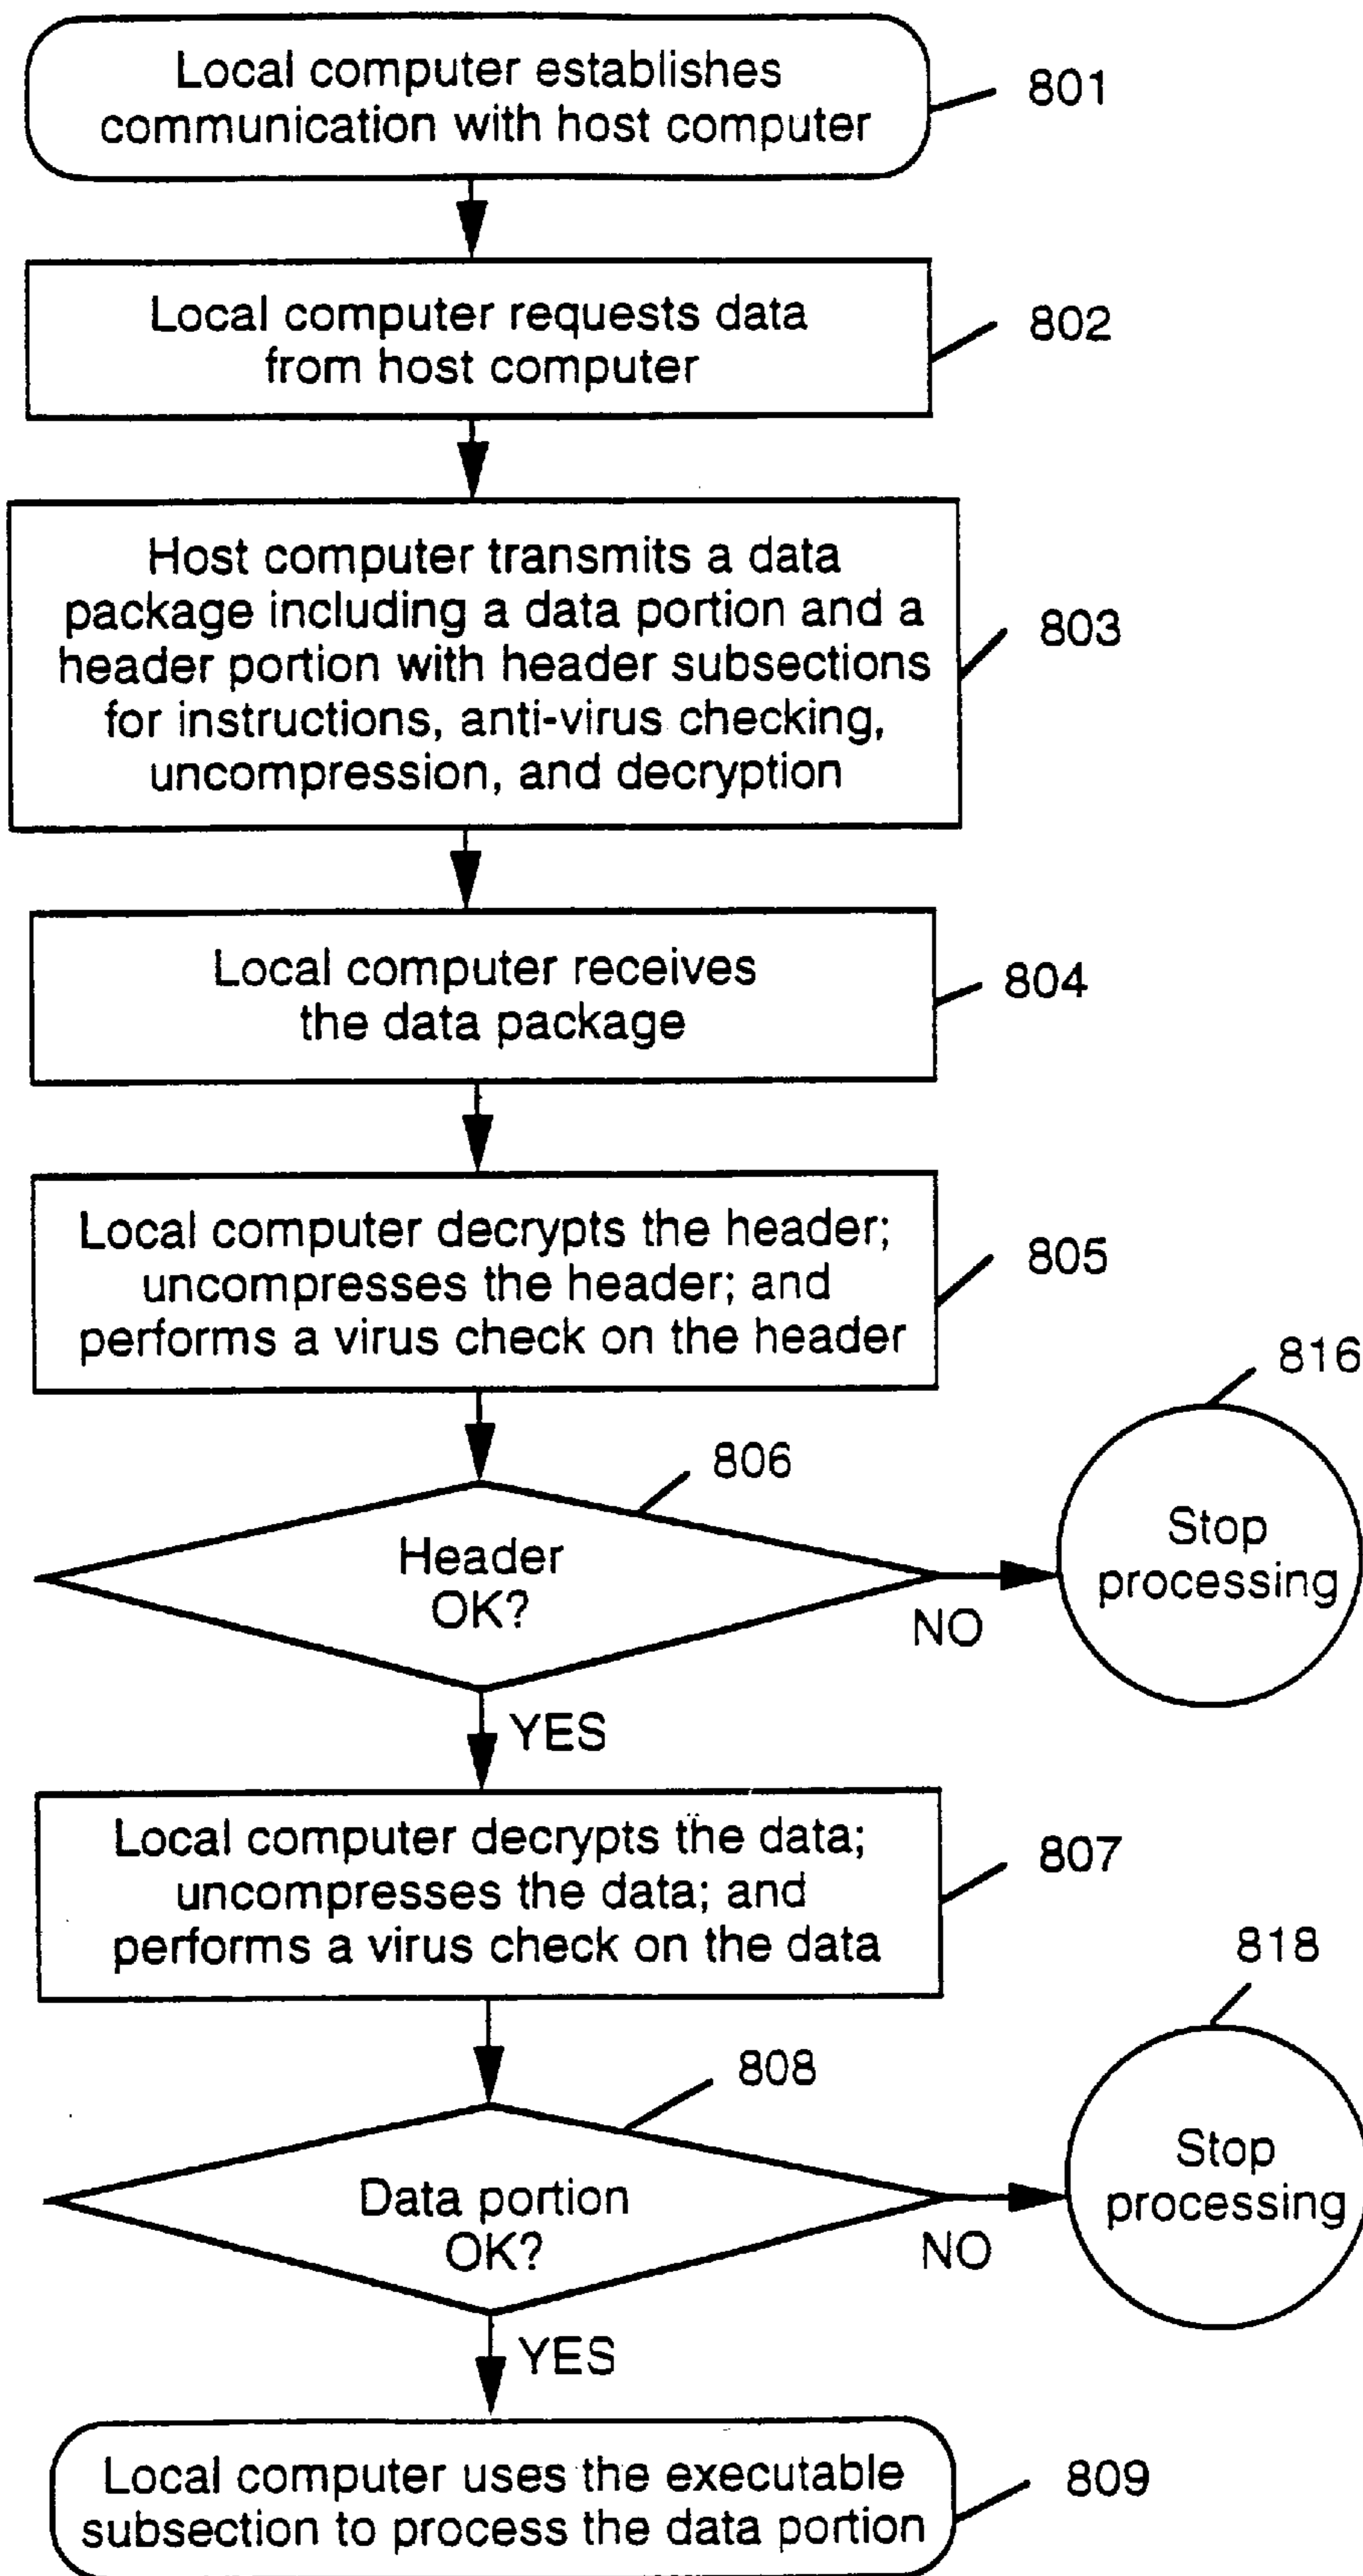 Local computer establishes
communication with host computer
801
Local computer requests data
from host computer
802
Host computer transmits a data
package including a data portion and a
header portion with header subsections
for instructions, anti-virus checking,
uncompression, and decryption
803
Local computer receives
the data package
804
Local computer decrypts the header;
uncompresses the header; and
performs a virus check on the header
805
816
806
Header
OK?
Stop
processing
NO
YES
Local computer decrypts the data;
uncompresses the data; and
performs a virus check on the data
807
818
808
Data portion
OK?
Stop
processing
NO
YES
Local computer uses the executable
subsection to process the data portion
809